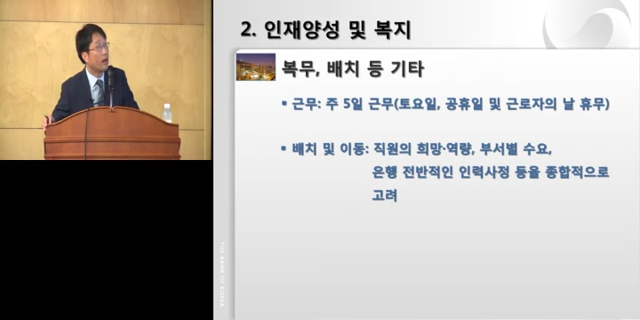 2. 인재양성 및 복지
복무, 배치 등 기타
▪ 근무: 주 5일 근무(토요일, 공휴일 및 근로자의 날 휴무)
▪ 배치 및 이동: 직원의 희망·역량, 부서별 수요,
은행 전반적인 인력사정 등을 종합적으로
고려